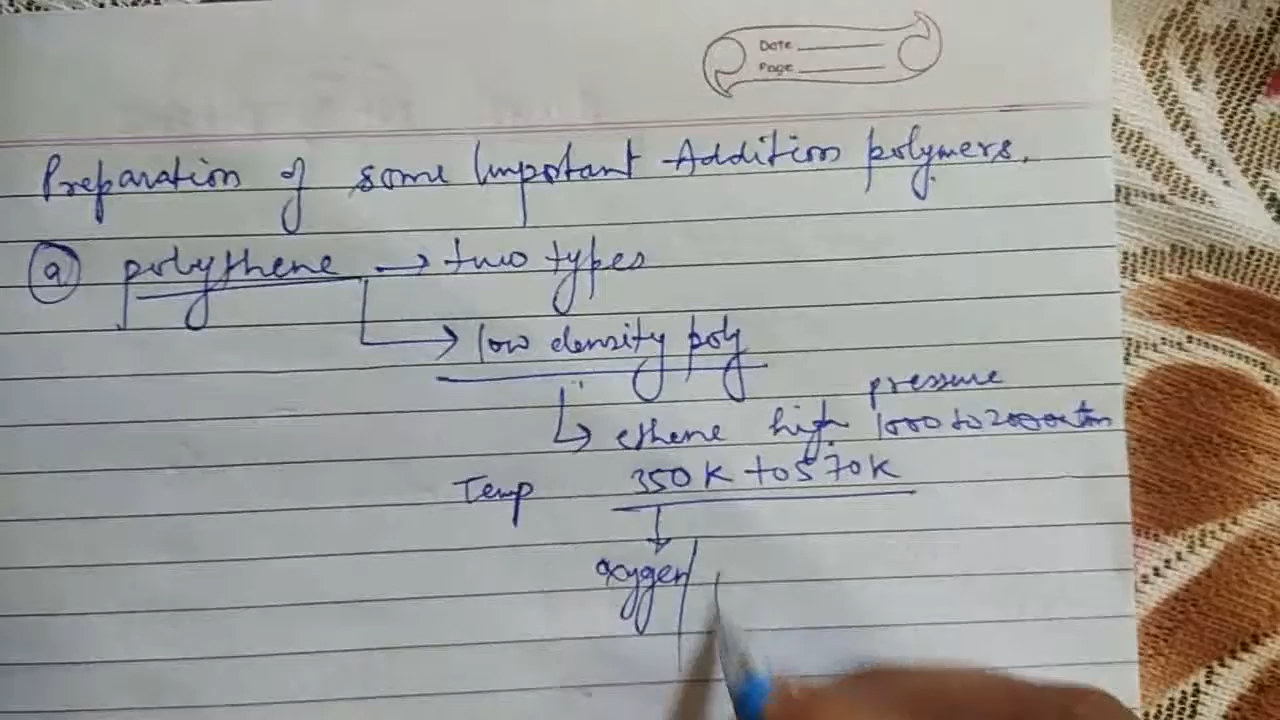 Date
Page
Preparation of some Important Addition polymers.
(a) polythene → two types
→ low density poly
pressure
↳ ethene high 1000 to 2000 atm
Temp 350 K to 570 K
↓
oxygen/